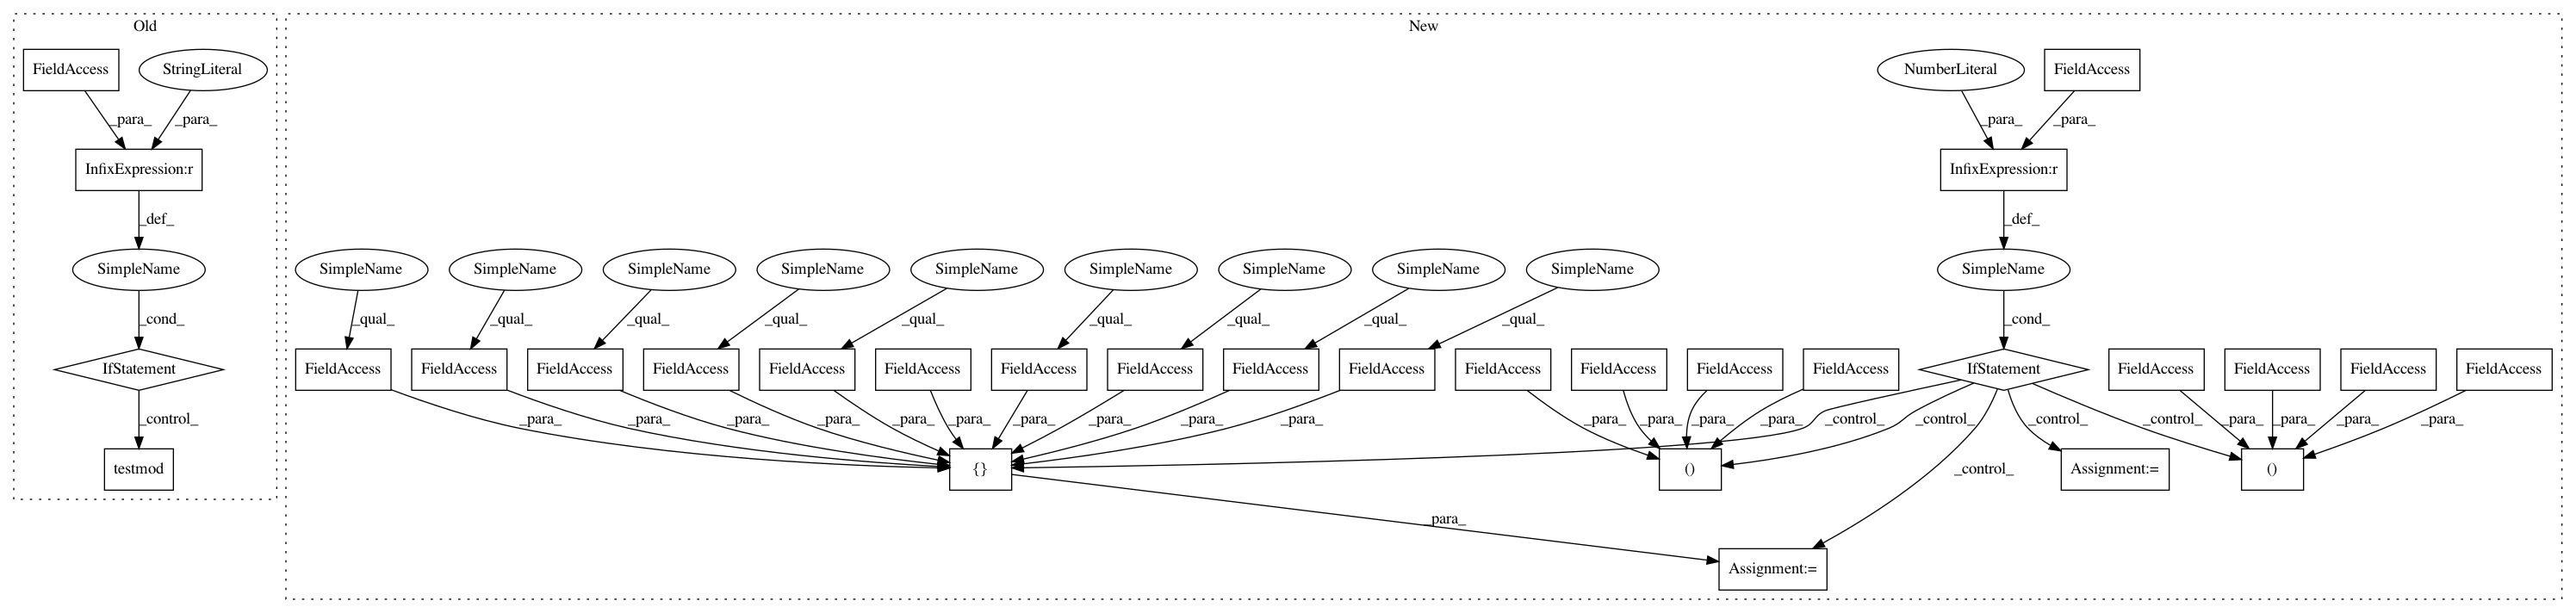 Old New
FieldAccess StringLiteral NumberLiteral FieldAccess
_para_ _para_ _para_ _para_
InfixExpression:r InfixExpression:r
_def_ _def_
SimpleName SimpleName SimpleName SimpleName SimpleName SimpleName SimpleName SimpleName SimpleName SimpleName SimpleName
_cond_ _qual_ _qual_ _qual_ _qual_ _qual_ _qual_ _qual_ _qual_ _qual_ _cond_
IfStatement FieldAccess FieldAccess FieldAccess FieldAccess FieldAccess FieldAccess FieldAccess FieldAccess FieldAccess FieldAccess FieldAccess FieldAccess FieldAccess FieldAccess IfStatement FieldAccess FieldAccess FieldAccess FieldAccess
_control_ _para_ _para_ _para_ _para_ _para_ _para_ _para_ _para_ _para_ _para_ _control_ _para_ _para_ _para_ _para_ _control_ _control_ _control_ _para_ _para_ _para_ _para_
testmod {} () Assignment:= ()
_control_
_para_
Assignment:=